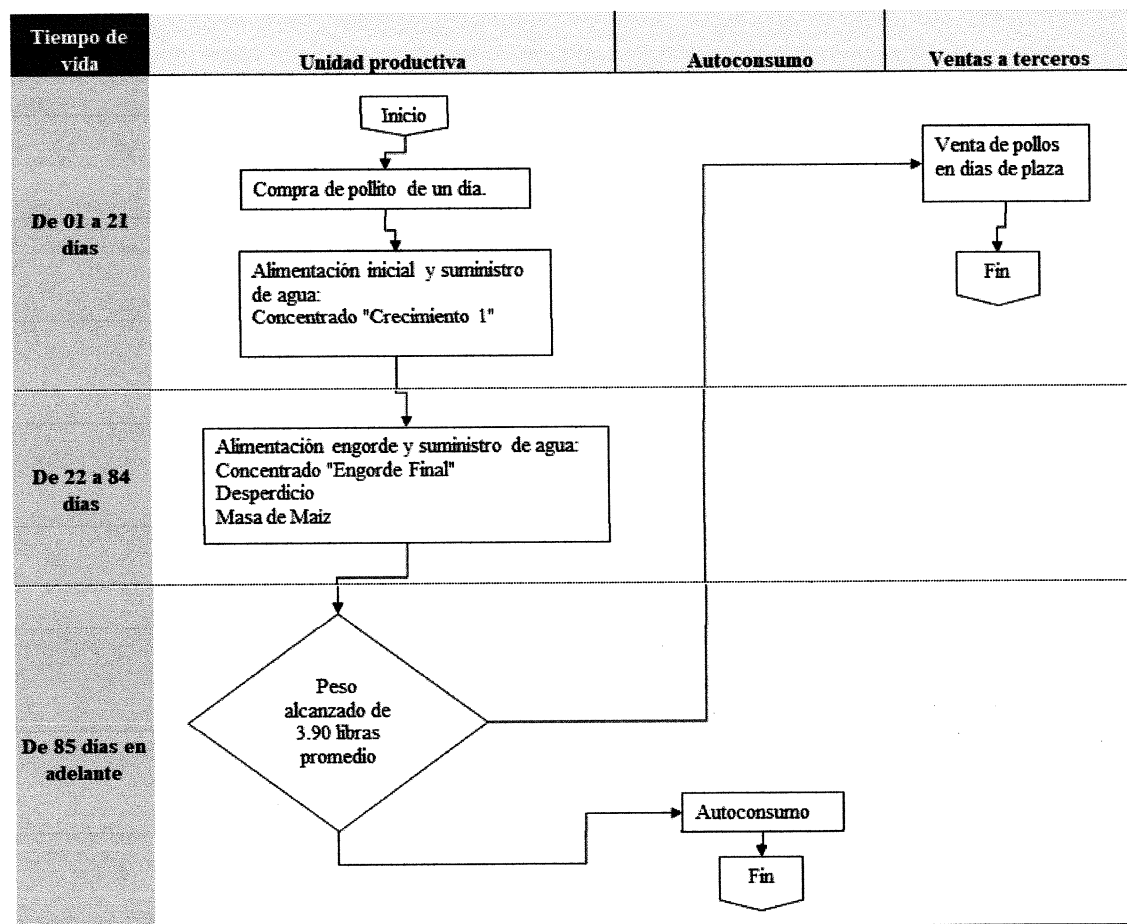 Tiempo de
vida
Unidad productiva
Autoconsumo
Ventas a terceros
De 01 a 21
días
Inicio
Compra de pollito de un día.
Alimentación inicial y suministro
de agua:
Concentrado "Crecimiento 1"
Venta de pollos
en días de plaza
Fin
De 22 a 84
días
Alimentación engorde y suministro de agua:
Concentrado "Engorde Final"
Desperdicio
Masa de Maiz
De 85 días en
adelante
Peso
alcanzado de
3.90 libras
promedio
Autoconsumo
Fin